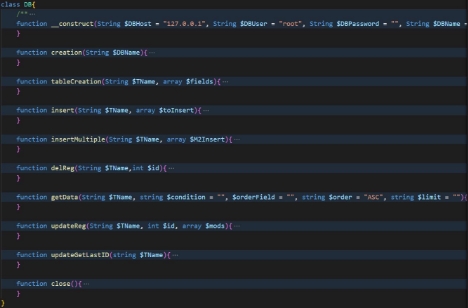 class DB{
/**...
function __construct(String $DBHost = "127.0.0.1", String $DBUser = "root", String $DBPassword = "", String $DBName =
}
function creation(String $DBName){...
}
function tableCreation(String $TName, array $fields){...
}
function insert(String $TName, array $toInsert){...
}
function insertMultiple(String $TName, array $M2Insert){...
}
function delReg(String $TName,int $id){...
}
function getData(String $TName, string $condition = "", $orderField = "", string $order = "ASC", string $limit = ""){
}
function updateReg(String $TName, int $id, array $mods){...
}
function updateGetLastID(string $TName){...
}
function close(){...
}
}